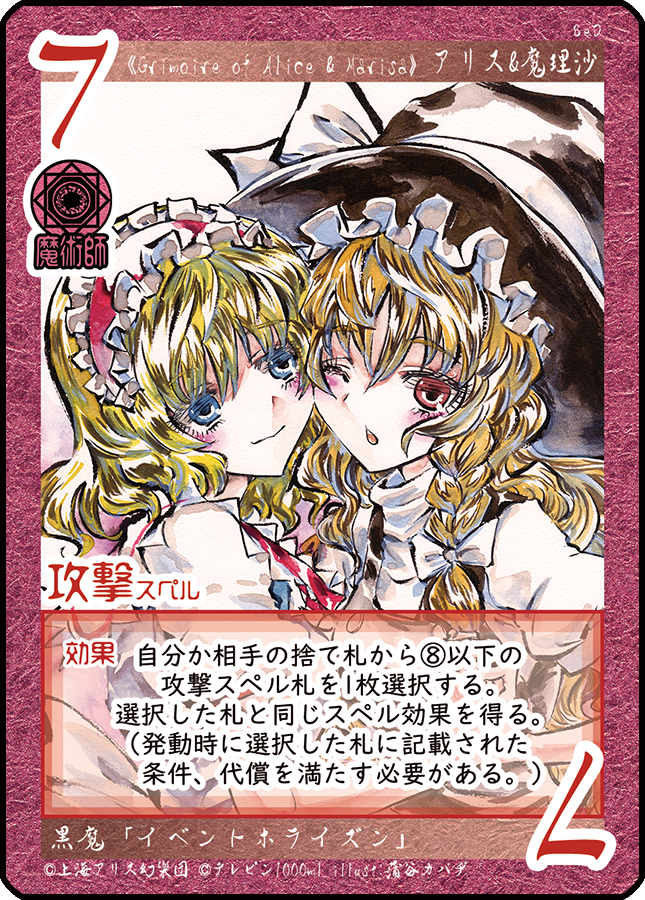 7
BeD
《Grimoire of Alice & Marisa》 アリス&魔理沙
魔術師
攻撃スペル
効果 自分か相手の捨て札から⑧以下の
攻撃スペル札を1枚選択する。
選択した札と同じスペル効果を得る。
(発動時に選択した札に記載された
条件、代償を満たす必要がある。)
黒魔「イベントホライズン」
7
©上海アリス幻樂団 ©テレピン1000ml illust:蒲谷カバヂ